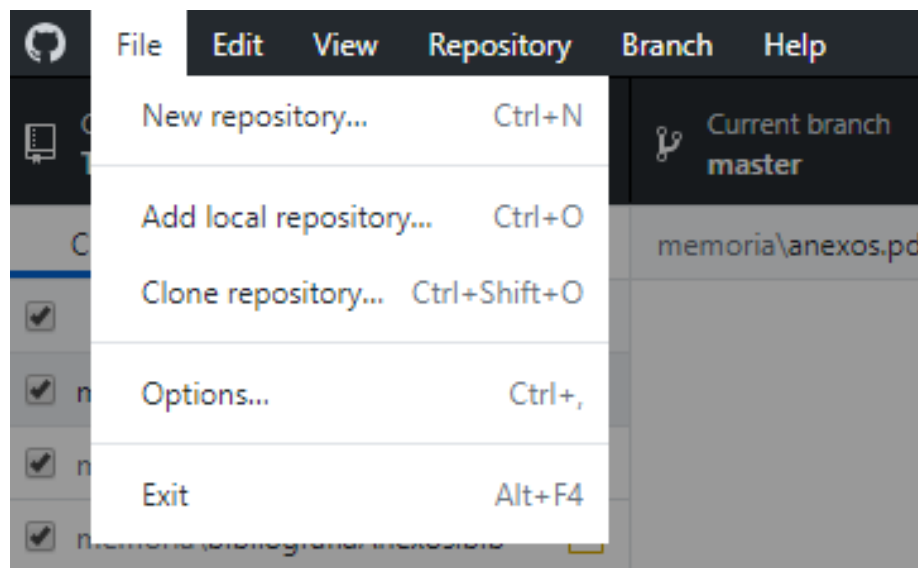 File Edit View Repository Branch Help
New repository... Ctrl+N
Add local repository... Ctrl+O
Clone repository... Ctrl+Shift+O
Options... Ctrl+,
Exit Alt+F4
Current branch
master
memoria\anexos.pd